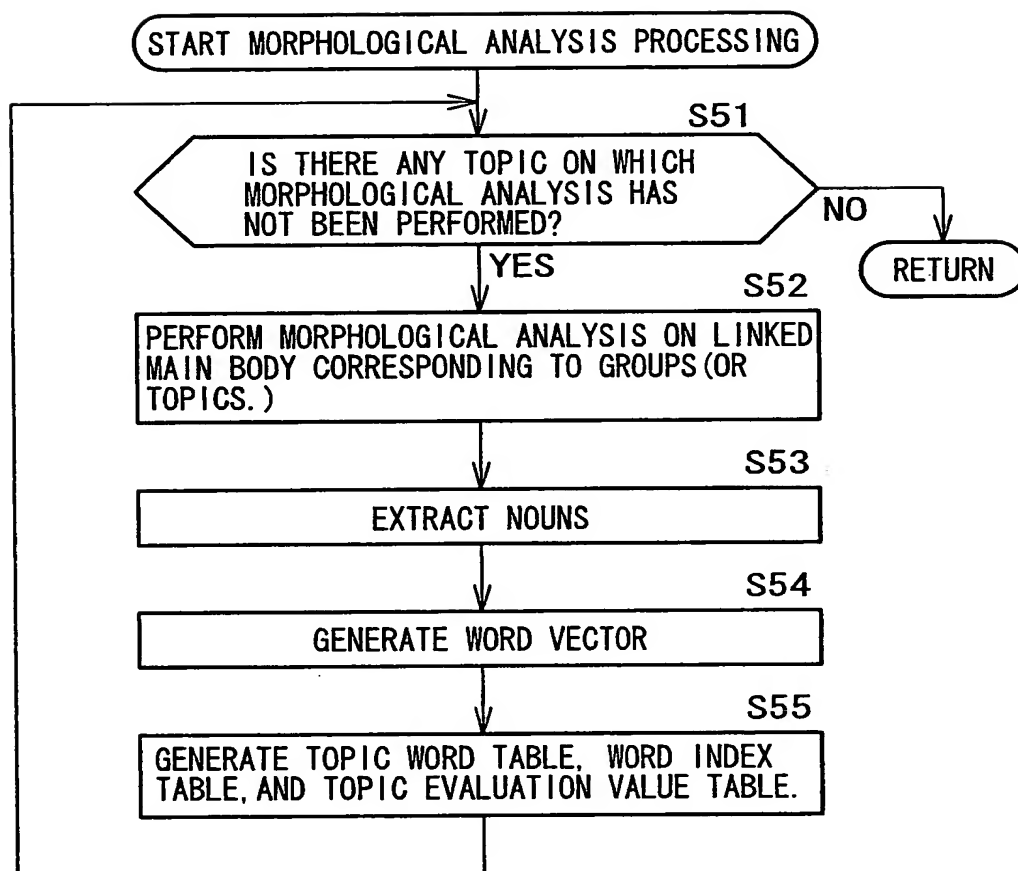 START MORPHOLOGICAL ANALYSIS PROCESSING
S51
IS THERE ANY TOPIC ON WHICH
MORPHOLOGICAL ANALYSIS HAS
NOT BEEN PERFORMED?
NO
RETURN
YES
S52
PERFORM MORPHOLOGICAL ANALYSIS ON LINKED
MAIN BODY CORRESPONDING TO GROUPS(OR
TOPICS.)
S53
EXTRACT NOUNS
S54
GENERATE WORD VECTOR
S55
GENERATE TOPIC WORD TABLE, WORD INDEX
TABLE, AND TOPIC EVALUATION VALUE TABLE.